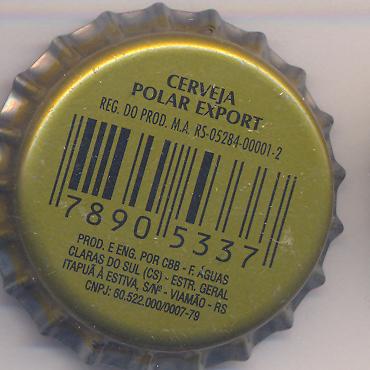 CERVEJA
POLAR EXPORT
REG. DO PROD. M.A. RS-05284-00001-2
7890 5337
PROD. E ENG. POR CBB - F. ÁGUAS
CLARAS DO SUL (CS) - ESTR. GERAL
ITAPUÃ À ESTIVA, S/Nº - VIAMÃO - RS
CNPJ: 60.522.000/0007-79